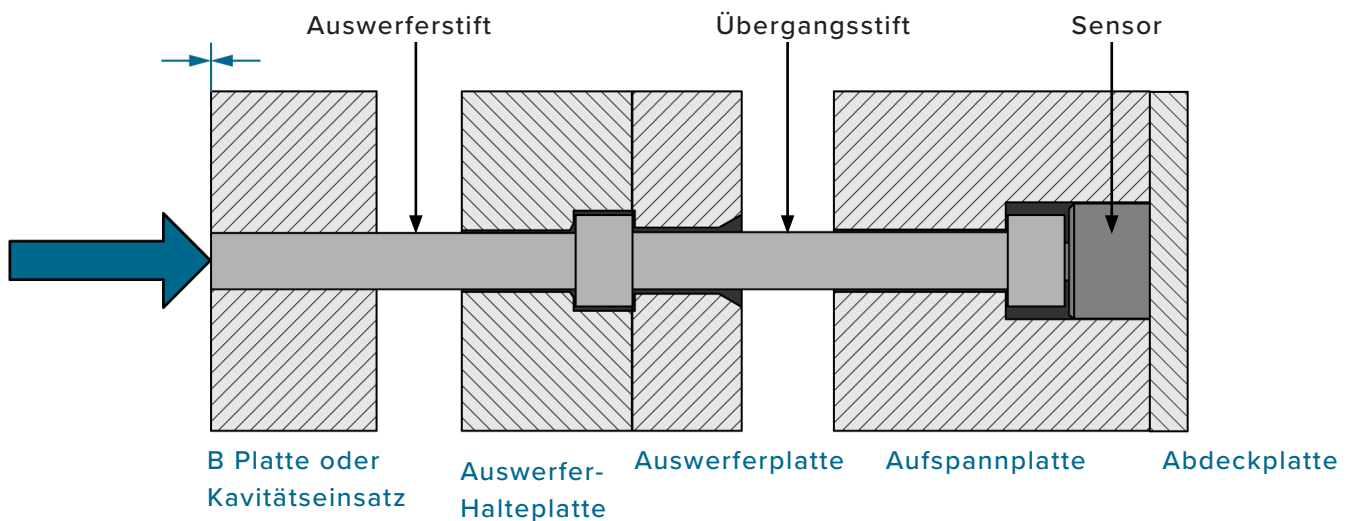 Auswerferstift
Übergangsstift
Sensor
B Platte oder
Kavitätseinsatz
Auswerfer-
Halteplatte
Auswerferplatte
Aufspannplatte
Abdeckplatte